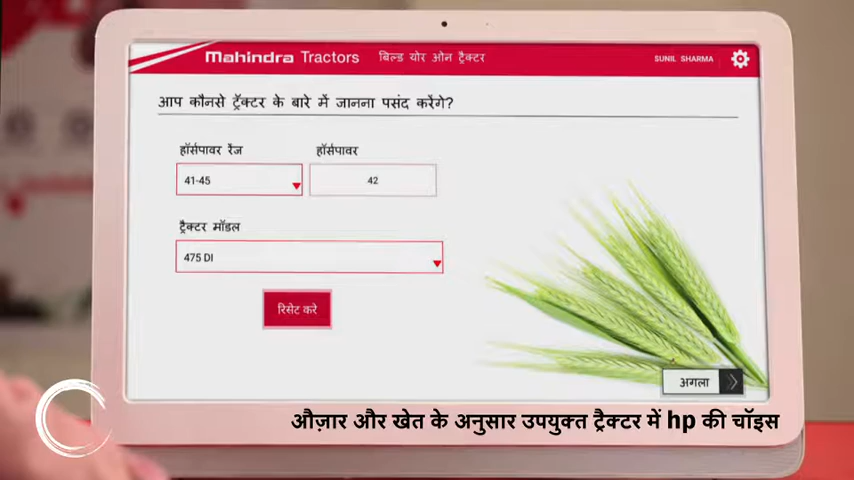 Mahindra Tractors बिल्ड योर ओन ट्रैक्टर SUNIL SHARMA
आप कौनसे ट्रॅक्टर के बारे में जानना पसंद करेंगे?
हॉर्सपावर रैंज हॉर्सपावर
41-45 42
ट्रैक्टर मॉडल
475 DI
रिसेट करे
अगला
औज़ार और खेत के अनुसार उपयुक्त ट्रैक्टर में hp की चॉइस